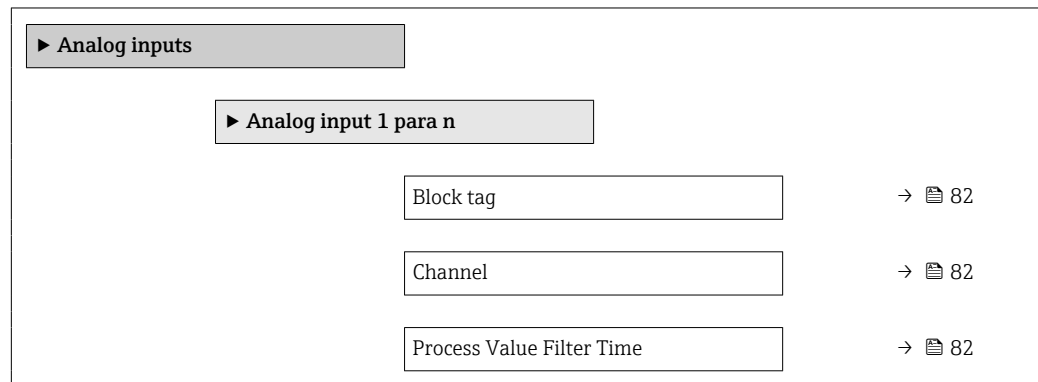 ▶ Analog inputs
▶ Analog input 1 para n
Block tag → 82
Channel → 82
Process Value Filter Time → 82